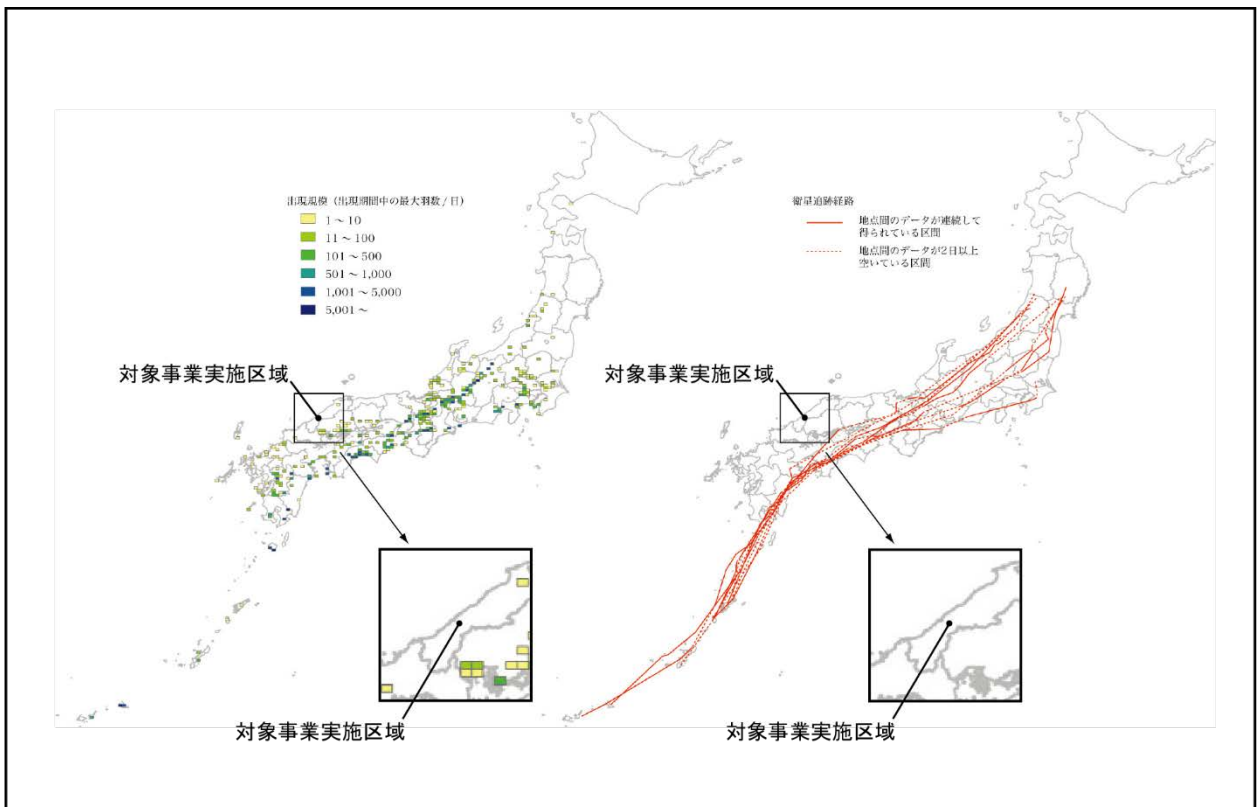 出現規模（出現期間中の最大羽数 / 日）
1 ～ 10
11 ～ 100
101 ～ 500
501 ～ 1,000
1,001 ～ 5,000
5,001 ～
対象事業実施区域
対象事業実施区域
衛星追跡経路
地点間のデータが連続して
得られている区間
地点間のデータが2日以上
空いている区間
対象事業実施区域
対象事業実施区域